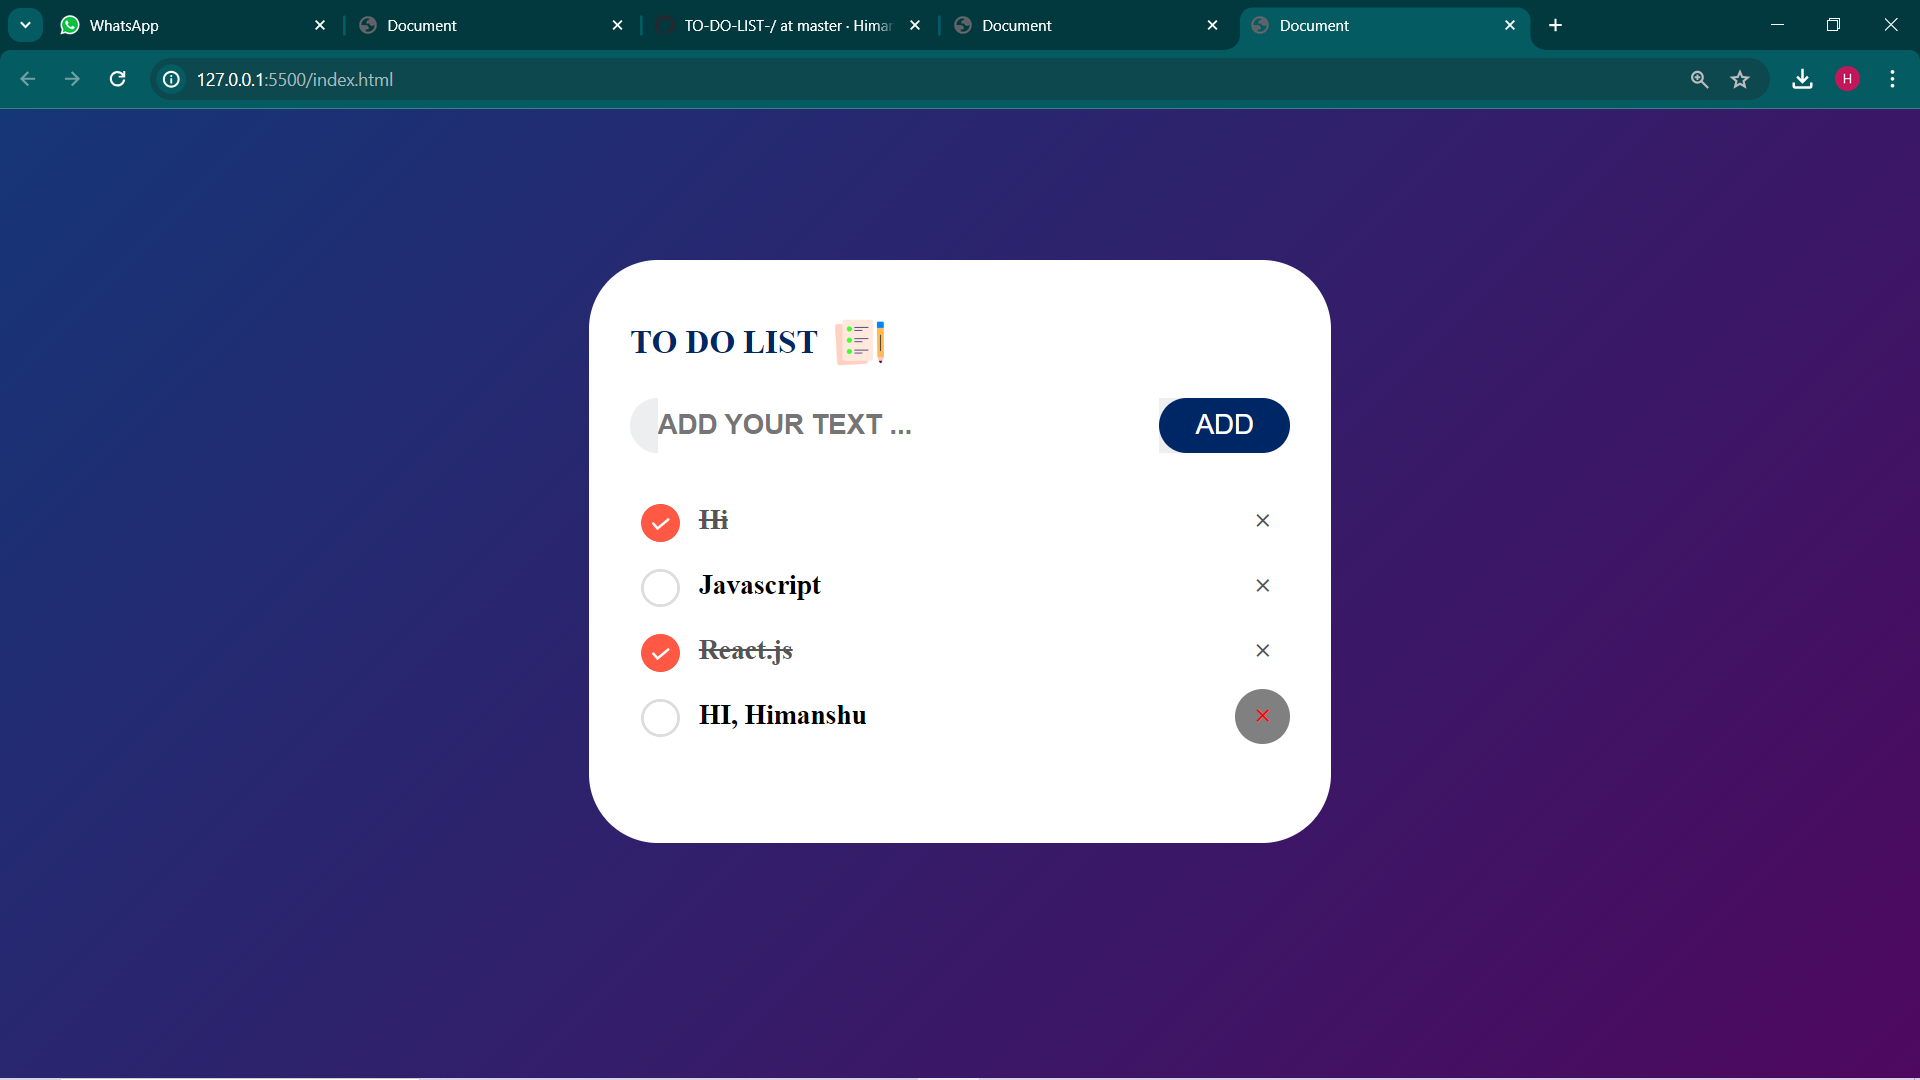 WhatsApp
Document
TO-DO-LIST-/ at master · Himar
Document
Document
127.0.0.1:5500/index.html
H
TO DO LIST
ADD YOUR TEXT ...
ADD
Hi
×
Javascript
×
React.js
×
HI, Himanshu
×